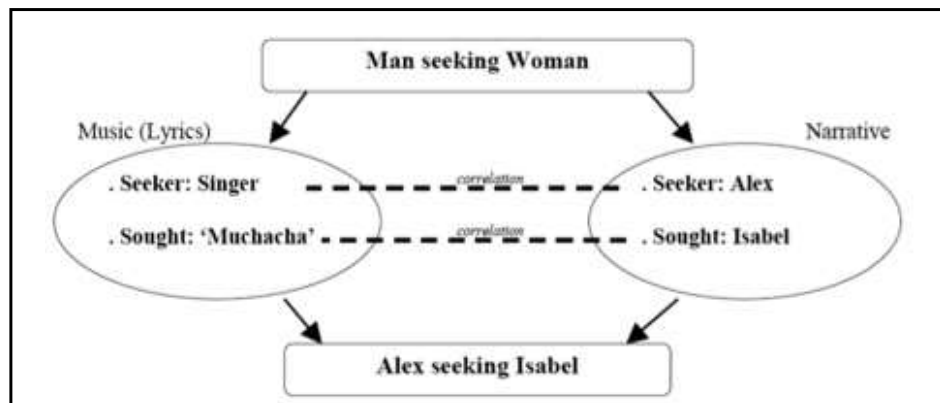 Man seeking Woman
Music (Lyrics)
Narrative
. Seeker: Singer
correlation
. Seeker: Alex
. Sought: ‘Muchacha’
correlation
. Sought: Isabel
Alex seeking Isabel